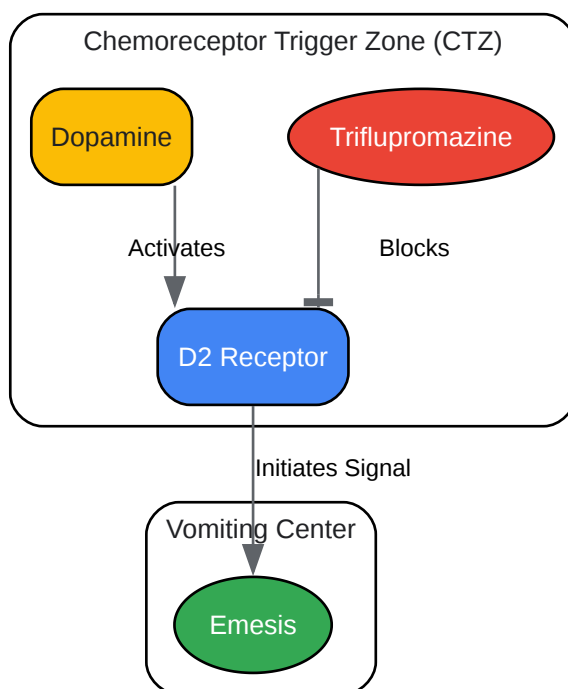 Chemoreceptor Trigger Zone (CTZ)
Dopamine
Triflupromazine
Activates
Blocks
D2 Receptor
Initiates Signal
Vomiting Center
Emesis